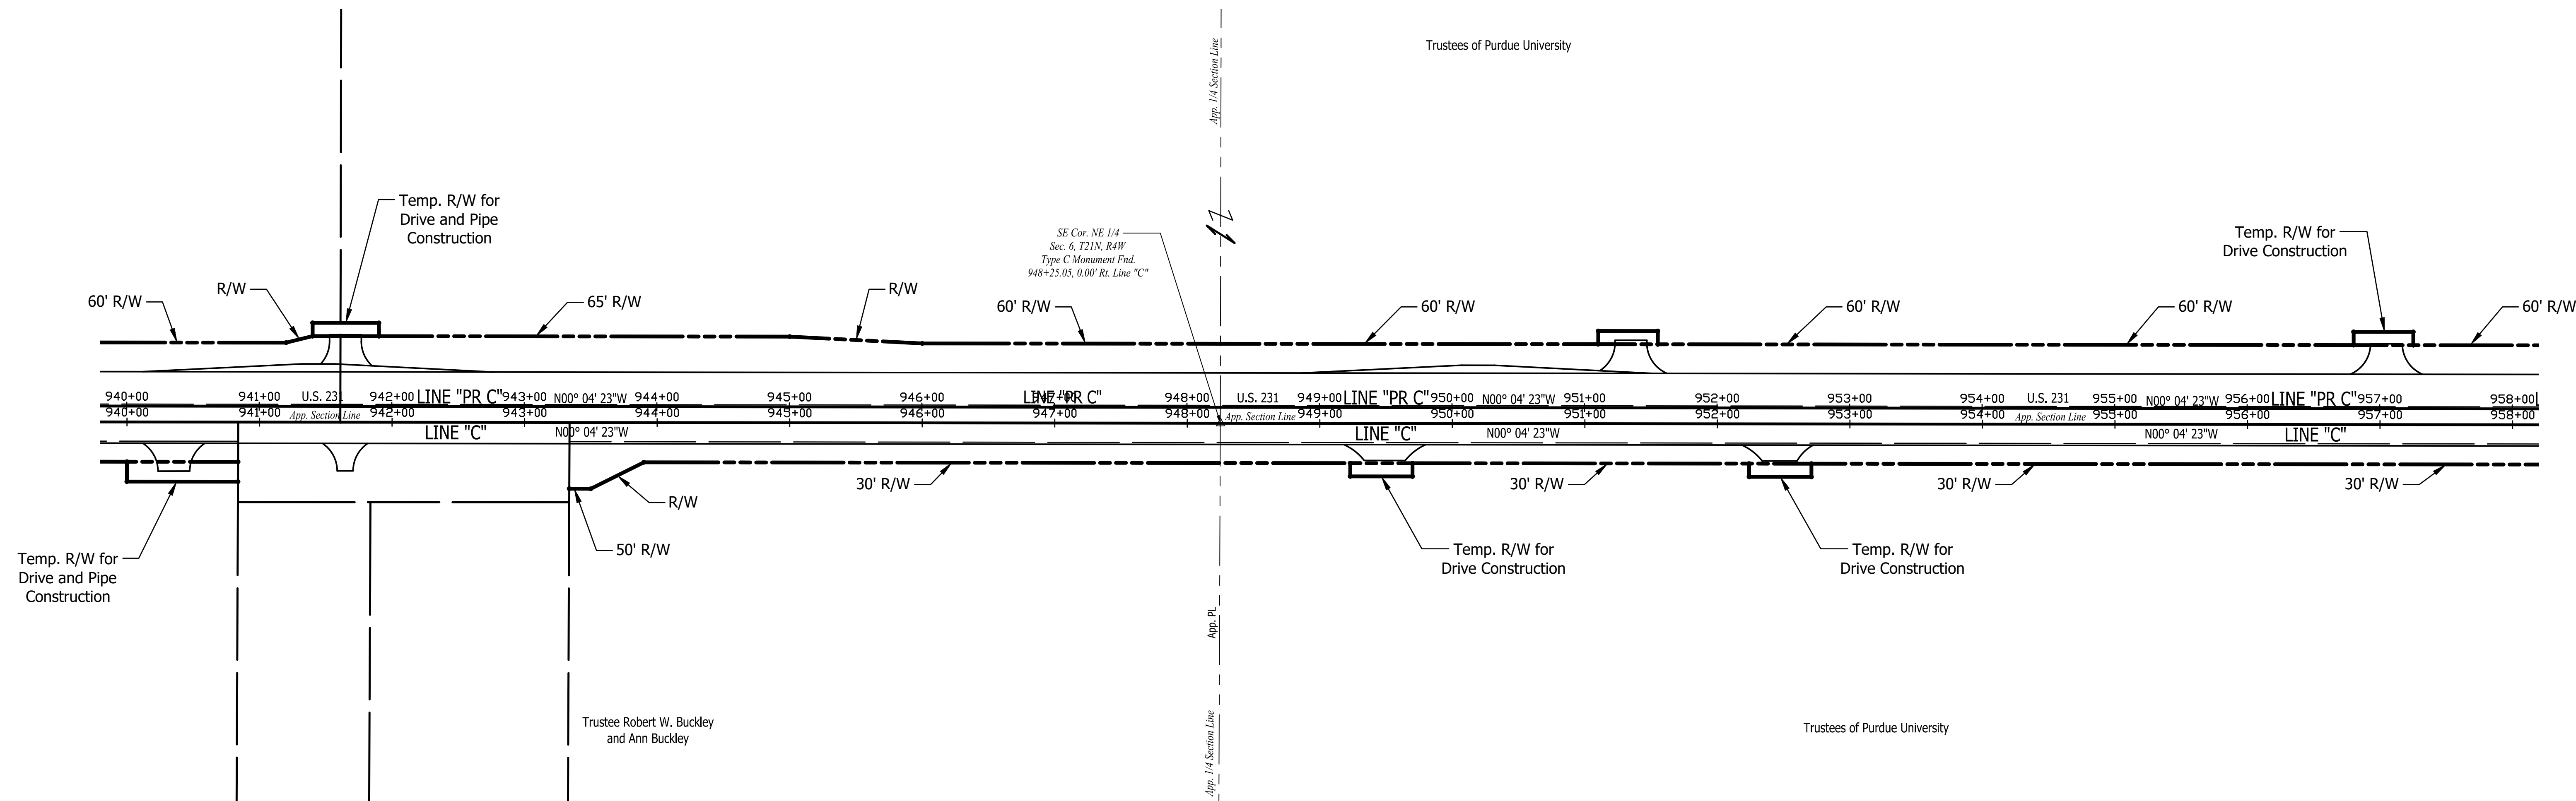 Trustees of Purdue University
App. 1/4 Section Line
Temp. R/W for
Drive and Pipe
Construction
SE Cor. NE 1/4
Sec. 6, T21N, R4W
Type C Monument Fnd.
948+25.05, 0.00' Rt. Line "C"
Temp. R/W for
Drive Construction
60' R/W
R/W
65' R/W
R/W
60' R/W
60' R/W
60' R/W
60' R/W
60' R/W
940+00 941+00 U.S. 231 942+00 LINE "PR C" 943+00 N00° 04' 23"W 944+00 945+00 946+00 947+00 LINE "PR C" 948+00 U.S. 231 949+00 LINE "PR C" 950+00 N00° 04' 23"W 951+00 952+00 953+00 954+00 U.S. 231 955+00 N00° 04' 23"W 956+00 LINE "PR C" 957+00 958+00
940+00 941+00 App. Section Line 942+00 943+00 944+00 945+00 946+00 947+00 948+00 App. Section Line 949+00 950+00 951+00 952+00 953+00 954+00 App. Section Line 955+00 956+00 957+00 958+00
LINE "C" N00° 04' 23"W LINE "C" N00° 04' 23"W N00° 04' 23"W LINE "C"
30' R/W
30' R/W
30' R/W
30' R/W
R/W
50' R/W
Temp. R/W for
Drive and Pipe
Construction
Temp. R/W for
Drive Construction
Temp. R/W for
Drive Construction
App. PL
Trustee Robert W. Buckley
and Ann Buckley
App. 1/4 Section Line
Trustees of Purdue University